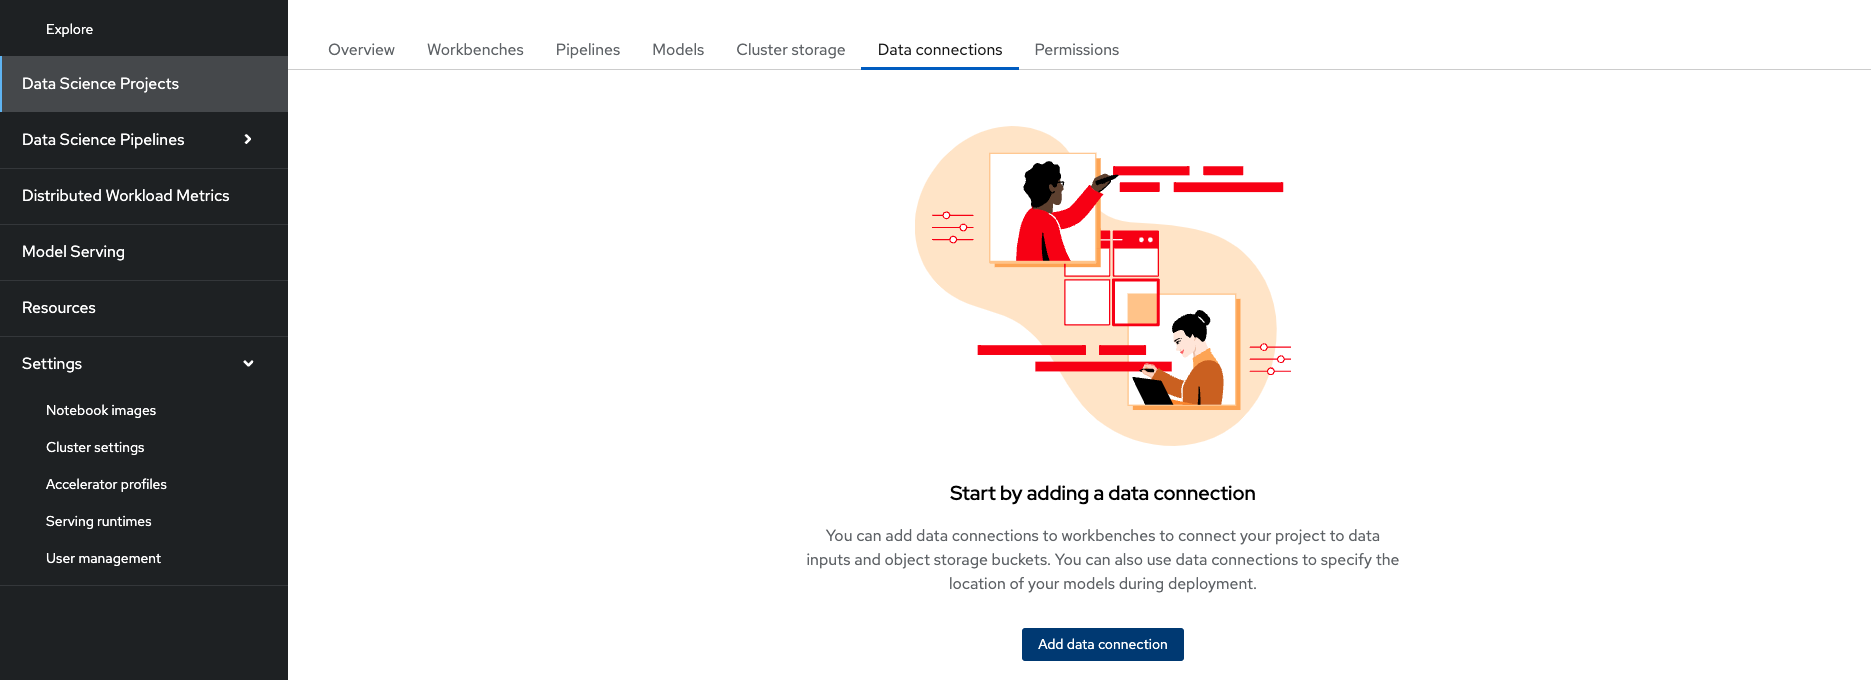 Explore
Data Science Projects
Data Science Pipelines
Distributed Workload Metrics
Model Serving
Resources
Settings
Notebook images
Cluster settings
Accelerator profiles
Serving runtimes
User management
Overview Workbenches Pipelines Models Cluster storage Data connections Permissions
Start by adding a data connection
You can add data connections to workbenches to connect your project to data
inputs and object storage buckets. You can also use data connections to specify the
location of your models during deployment.
Add data connection